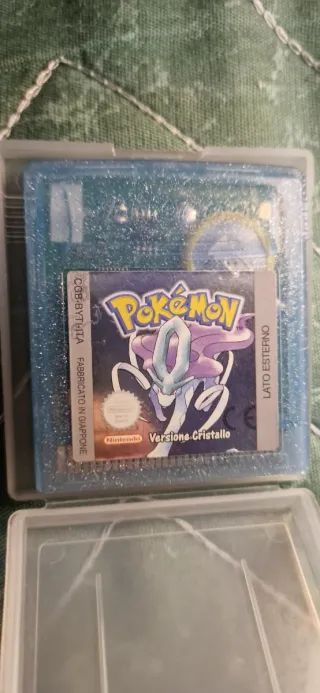 POKéMON
Versione Cristallo
Nintendo
CGB-BYTI-ITA
FABBRICATO IN GIAPPONE
LATO ESTERNO